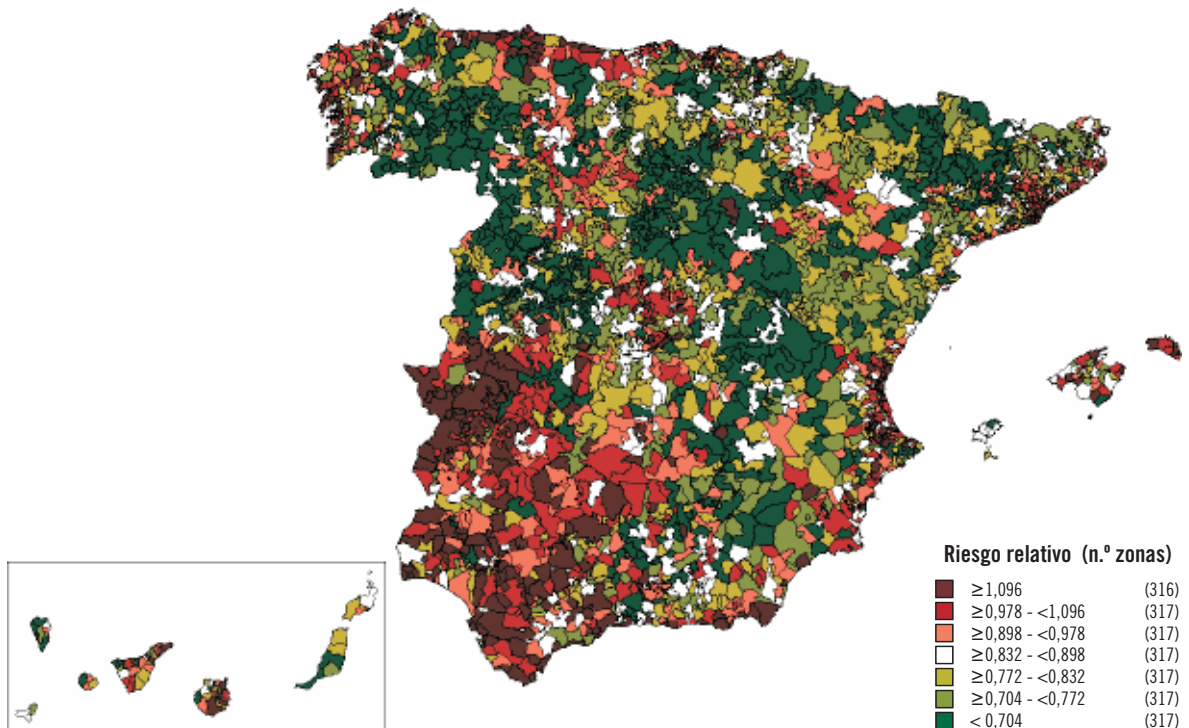 Riesgo relativo (n.º zonas)
≥1,096 (316)
≥0,978 - <1,096 (317)
≥0,898 - <0,978 (317)
≥0,832 - <0,898 (317)
≥0,772 - <0,832 (317)
≥0,704 - <0,772 (317)
< 0,704 (317)